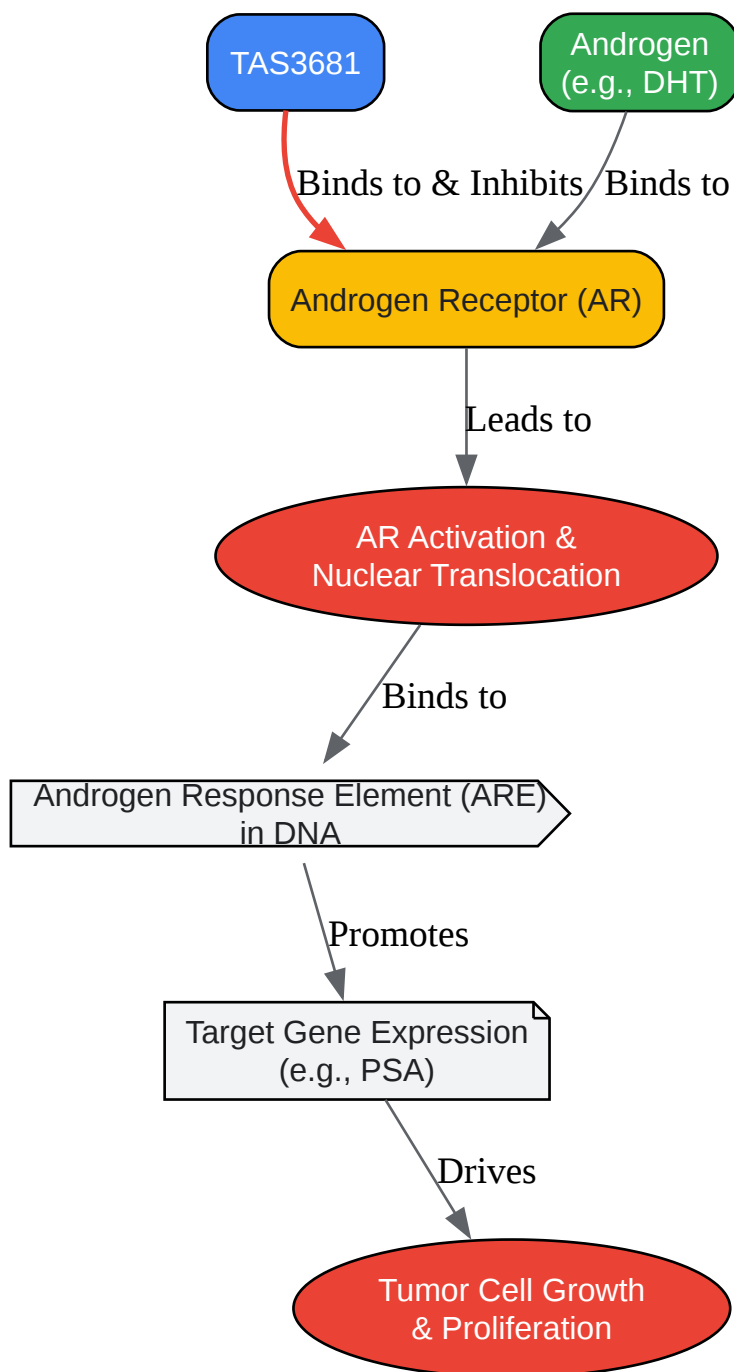 TAS3681
Androgen
(e.g., DHT)
Binds to & Inhibits
Binds to
Androgen Receptor (AR)
Leads to
AR Activation &
Nuclear Translocation
Binds to
Androgen Response Element (ARE)
in DNA
Promotes
Target Gene Expression
(e.g., PSA)
Drives
Tumor Cell Growth
& Proliferation